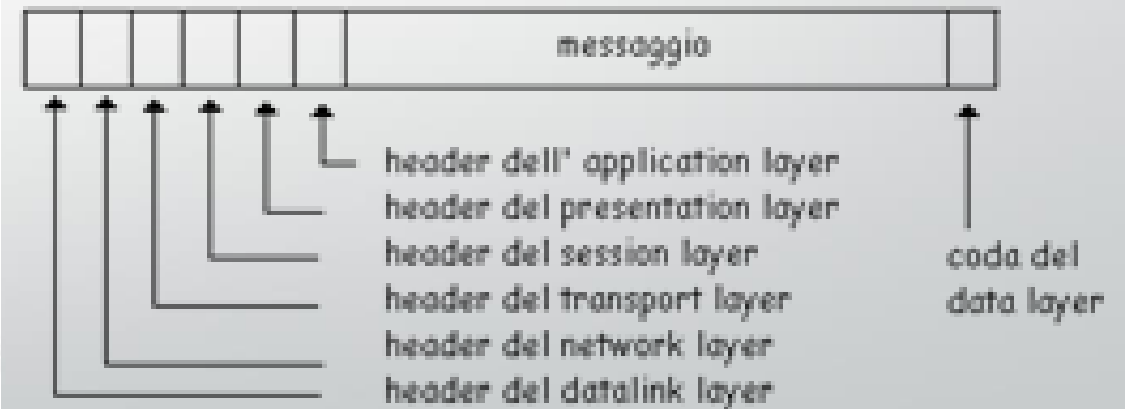 messaggio
header dell' application layer
header del presentation layer
header del session layer
header del transport layer
header del network layer
header del datalink layer
coda del
data layer